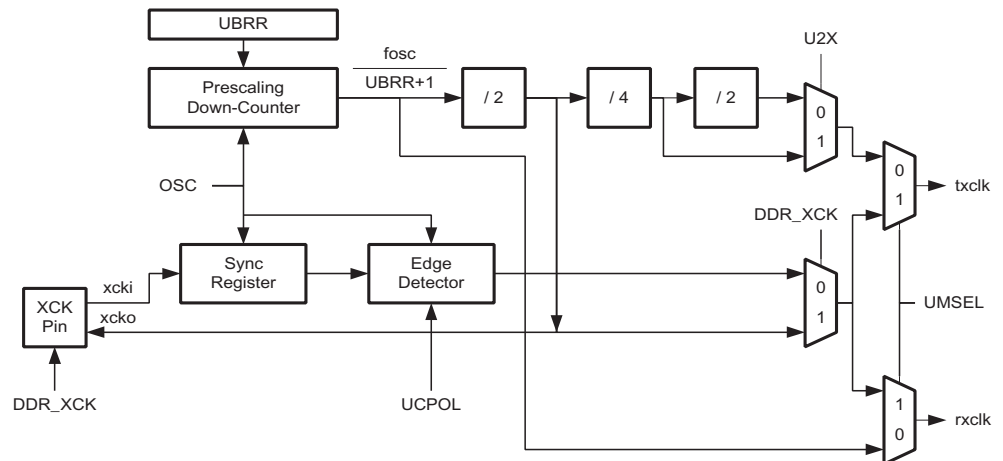 UBRR
fosc
U2X
Prescaling
Down-Counter
UBRR+1
/ 2
/ 4
/ 2
0
1
OSC
0
1
txclk
DDR_XCK
Sync
Register
Edge
Detector
xcki
0
1
UMSEL
XCK
Pin
xcko
DDR_XCK
UCPOL
1
0
rxclk